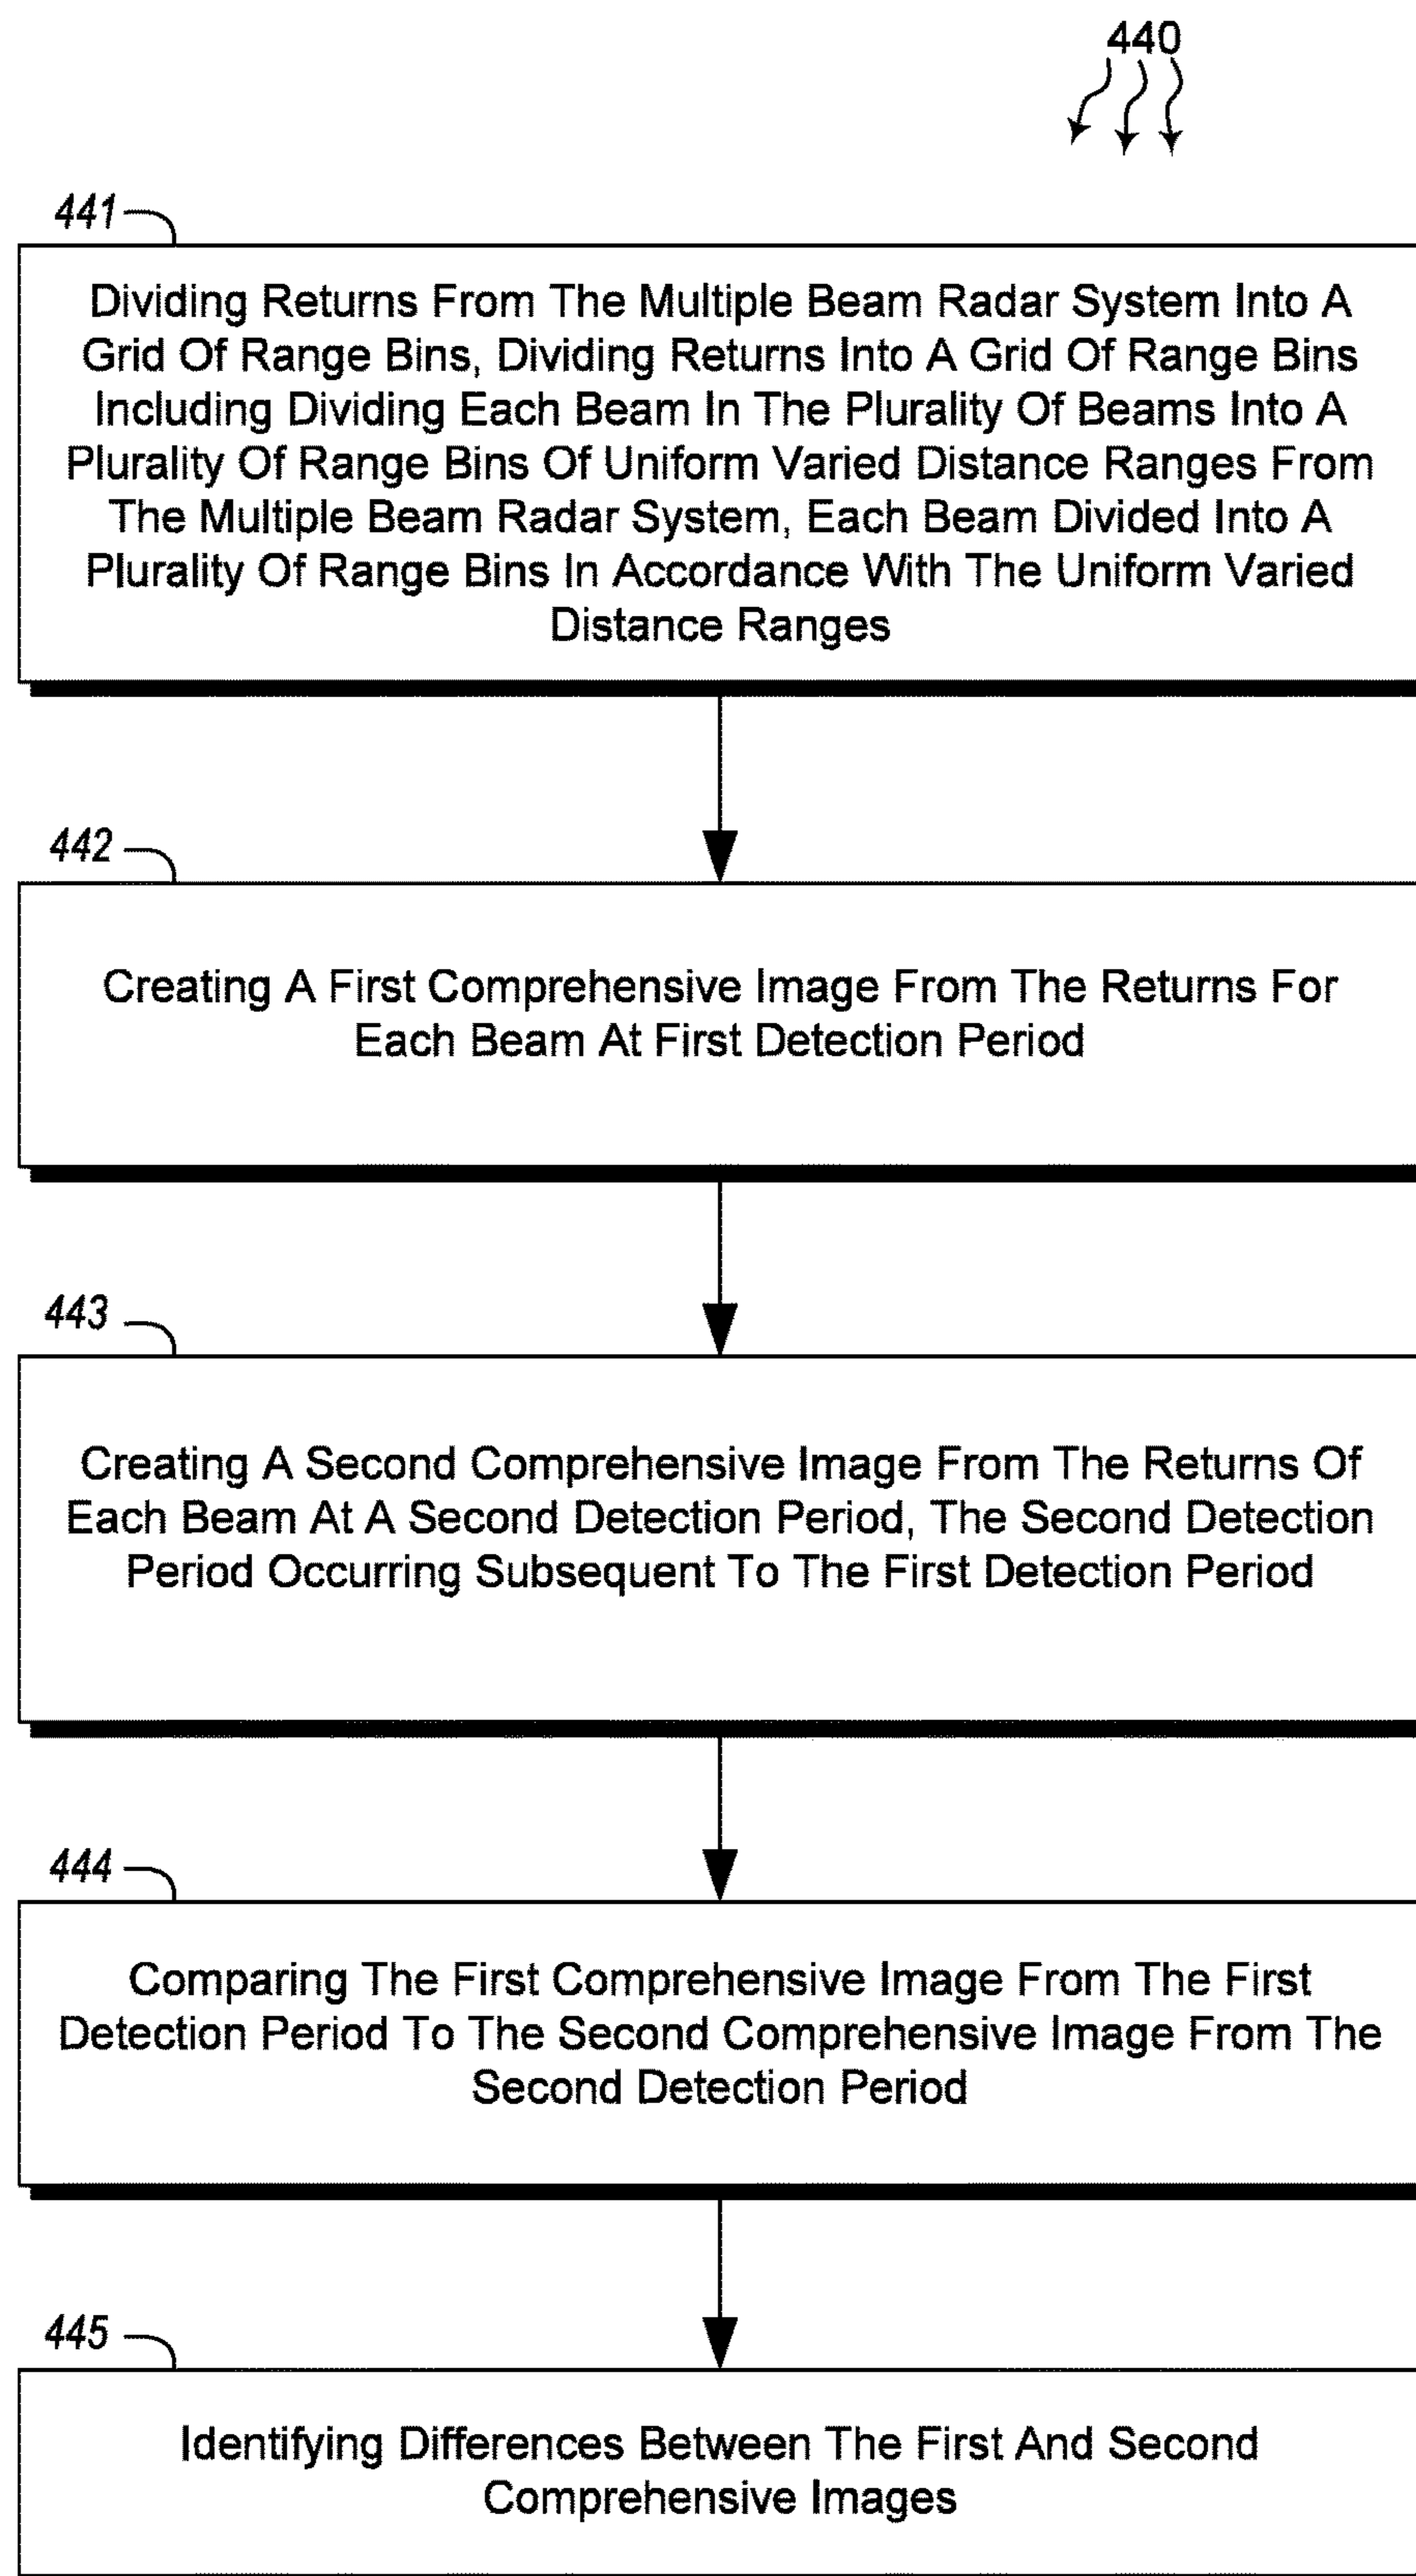 440
441
Dividing Returns From The Multiple Beam Radar System Into A
Grid Of Range Bins, Dividing Returns Into A Grid Of Range Bins
Including Dividing Each Beam In The Plurality Of Beams Into A
Plurality Of Range Bins Of Uniform Varied Distance Ranges From
The Multiple Beam Radar System, Each Beam Divided Into A
Plurality Of Range Bins In Accordance With The Uniform Varied
Distance Ranges
442
Creating A First Comprehensive Image From The Returns For
Each Beam At First Detection Period
443
Creating A Second Comprehensive Image From The Returns Of
Each Beam At A Second Detection Period, The Second Detection
Period Occurring Subsequent To The First Detection Period
444
Comparing The First Comprehensive Image From The First
Detection Period To The Second Comprehensive Image From The
Second Detection Period
445
Identifying Differences Between The First And Second
Comprehensive Images